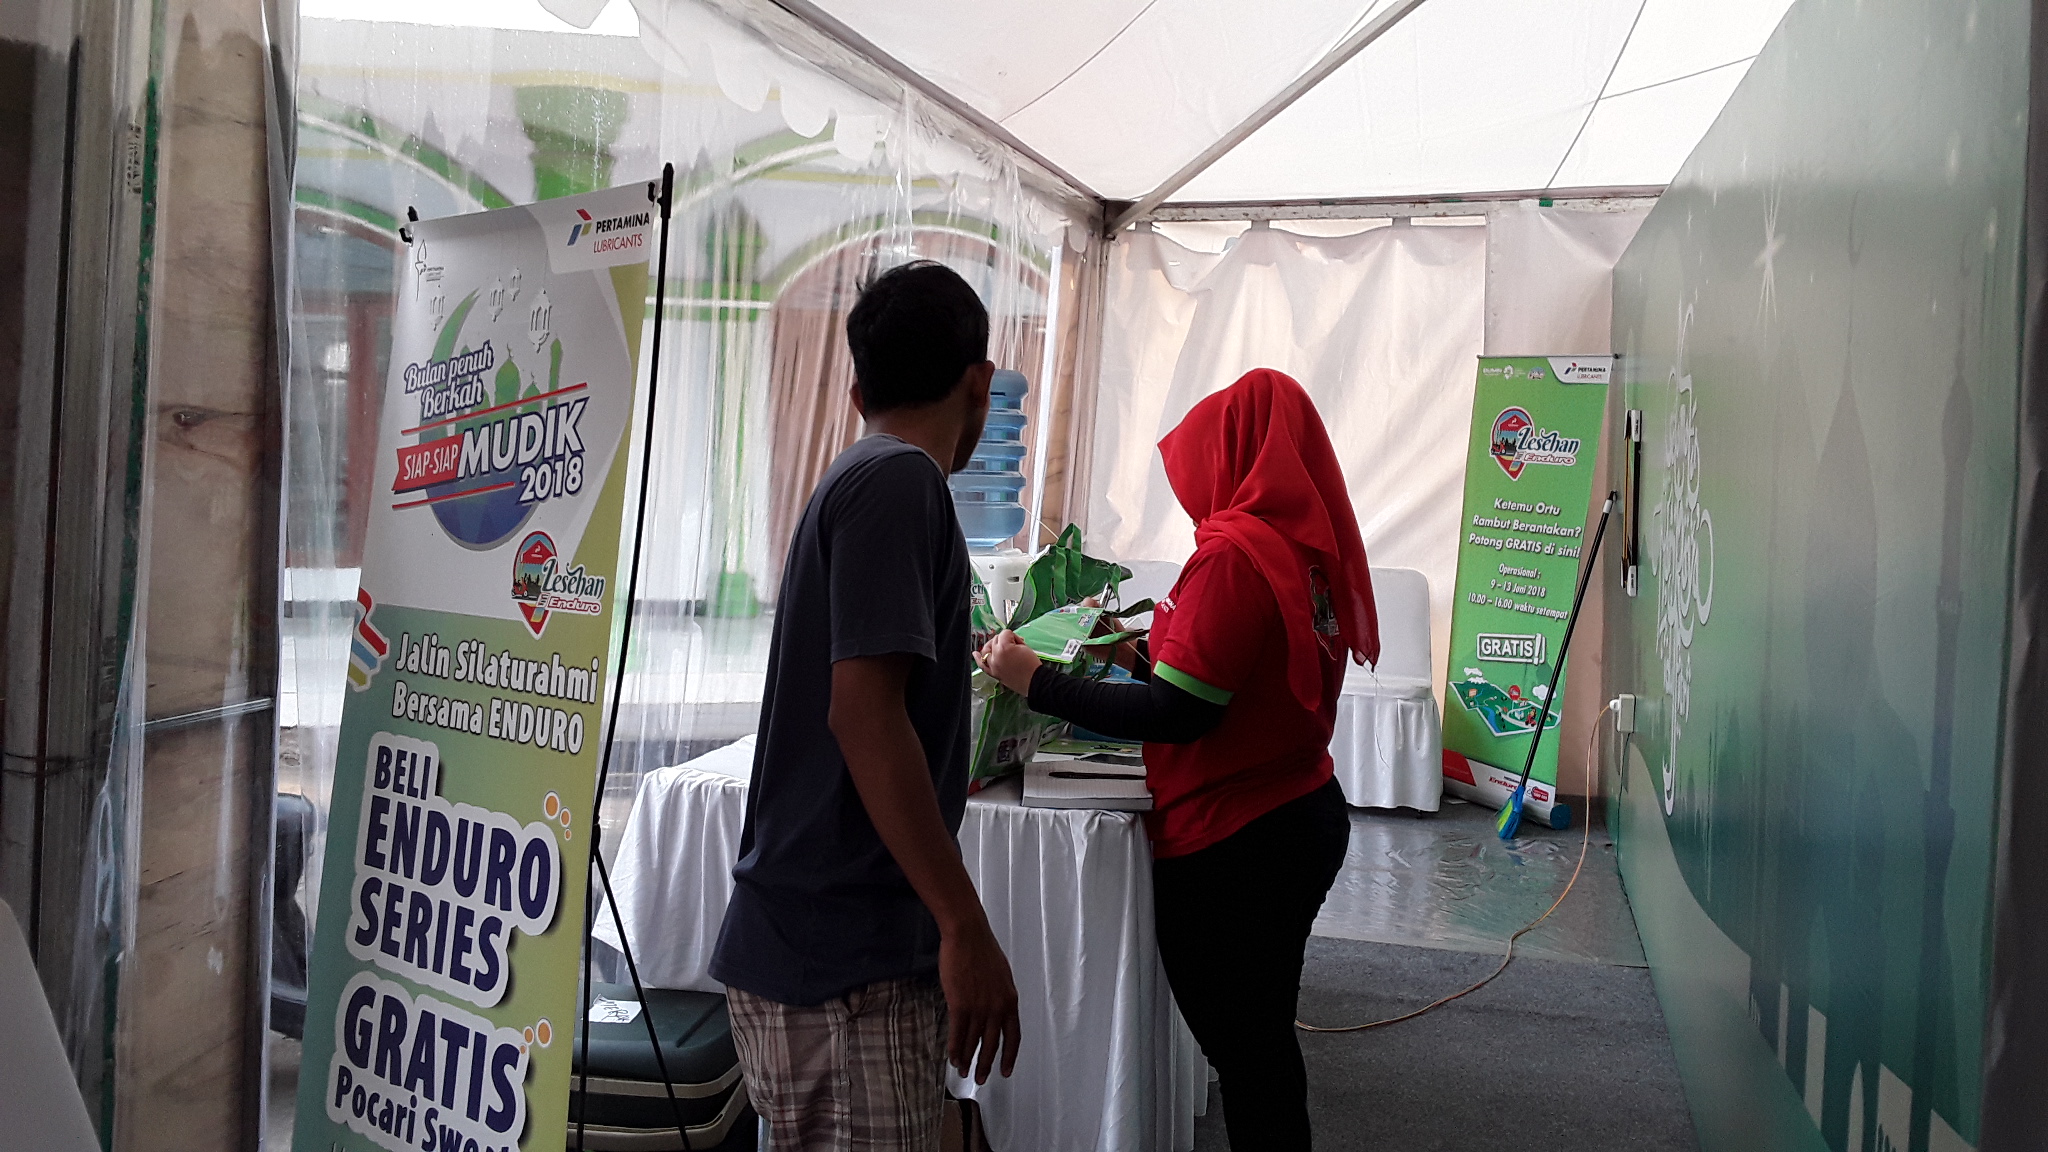 PERTAMINA
LUBRICANTS
Bulan penuh
Berkah
SIAP-SIAP MUDIK
2018
Lesehan
Enduro
Jalin Silaturahmi
Bersama ENDURO
BELI
ENDURO
SERIES
GRATIS
Pocari Swe
PERTAMINA
LUBRICANTS
Lesehan
Enduro
Ketemu Ortu
Rambut Berantakan?
Potong GRATIS di sini!
Operasional :
9 - 13 Juni 2018
10.00 - 16.00 waktu setempat
GRATIS!
Enduro